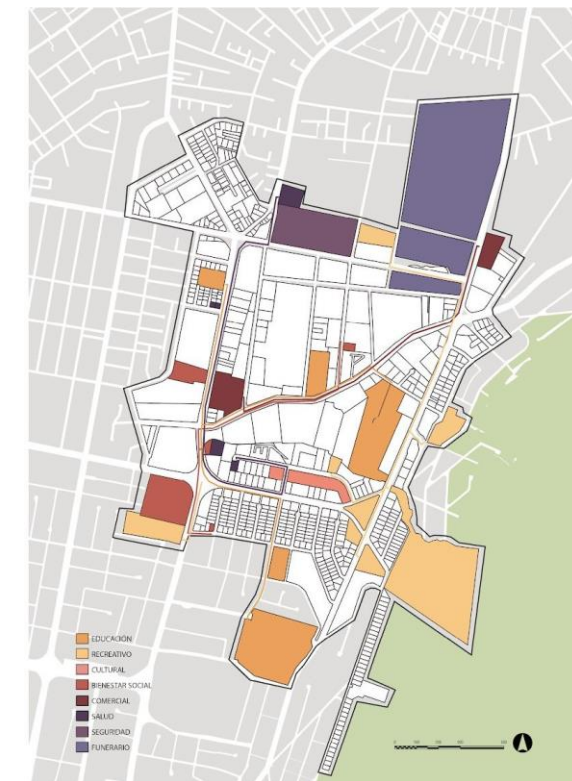 EDUCACIÓN
RECREATIVO
CULTURAL
BIENESTAR SOCIAL
COMERCIAL
SALUD
SEGURIDAD
FUNERARIO